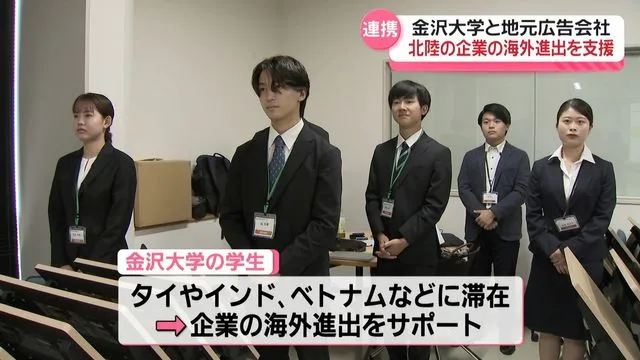 連携
金沢大学と地元広告会社
北陸の企業の海外進出を支援
金沢大学の学生
タイやインド、ベトナムなどに滞在
➡企業の海外進出をサポート